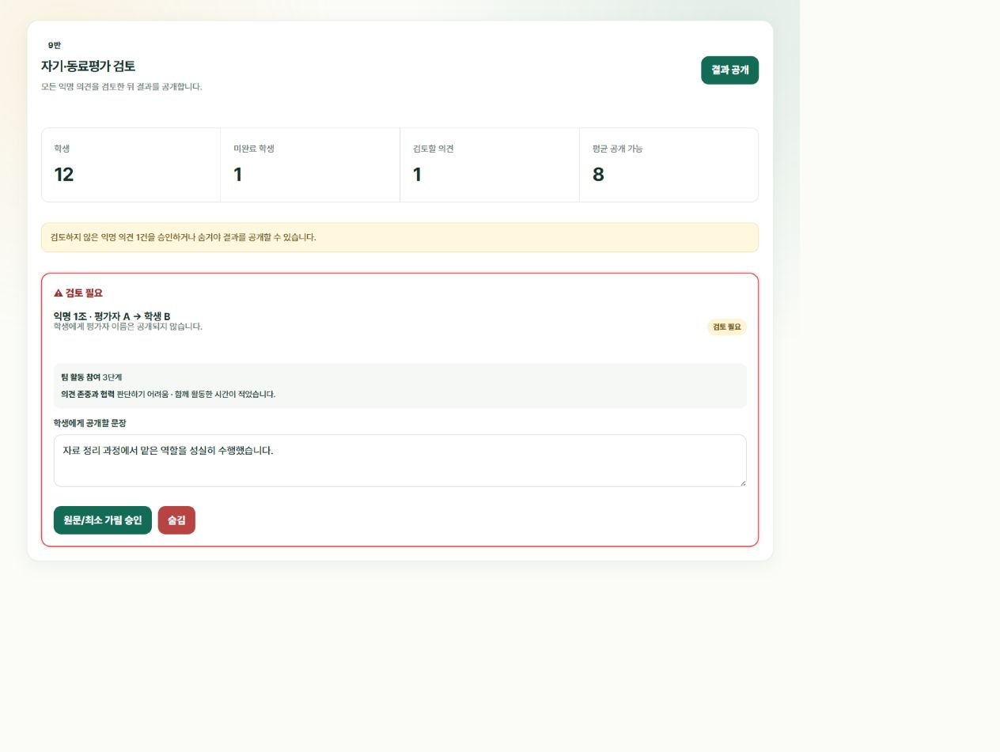 9반
자기·동료평가 검토
모든 익명 의견을 검토한 뒤 결과를 공개합니다.
결과 공개
학생
12
미완료 학생
1
검토할 의견
1
평균 공개 가능
8
검토하지 않은 익명 의견 1건을 승인하거나 숨겨야 결과를 공개할 수 있습니다.
⚠ 검토 필요
익명 1조 · 평가자 A → 학생 B
학생에게 평가자 이름은 공개되지 않습니다.
검토 필요
팀 활동 참여 3단계
의견 존중과 협력 판단하기 어려움 · 함께 활동한 시간이 적었습니다.
학생에게 공개할 문장
자료 정리 과정에서 맡은 역할을 성실히 수행했습니다.
원문/최소 가림 승인
숨김